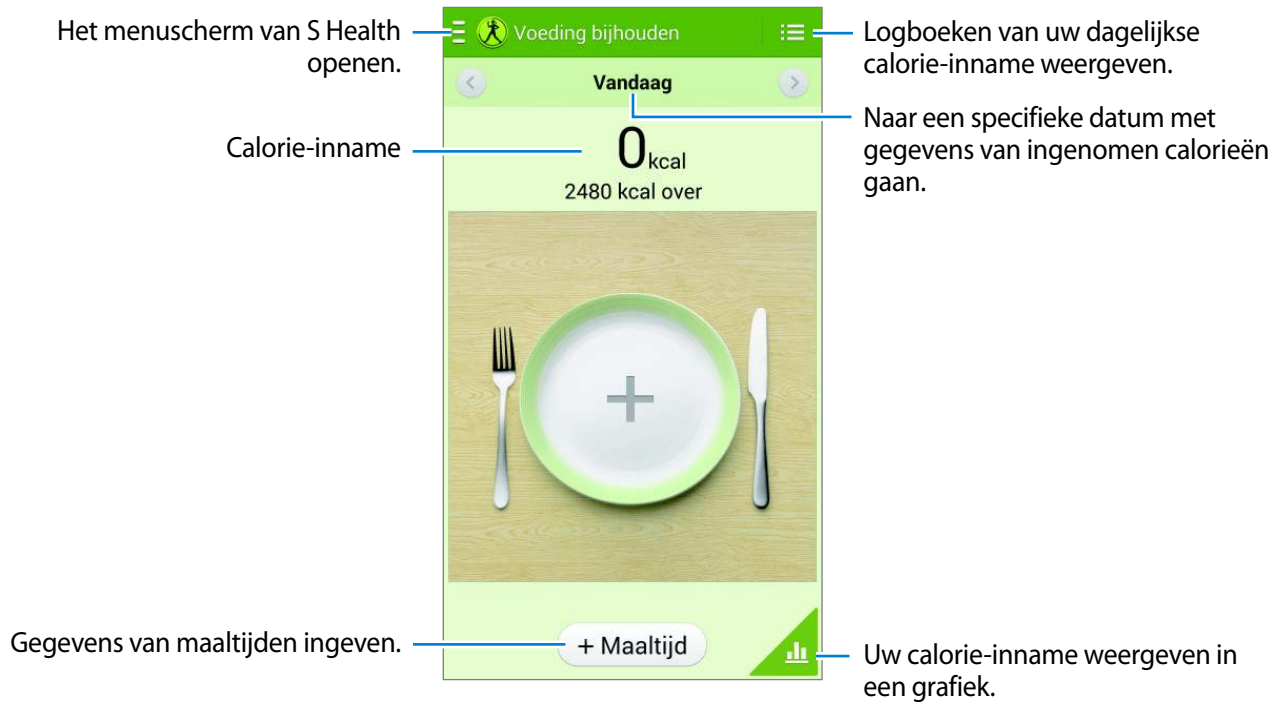 Het menuscherm van S Health
openen.
Voeding bijhouden
Logboeken van uw dagelijkse
calorie-inname weergeven.
Vandaag
Naar een specifieke datum met
gegevens van ingenomen calorieën
gaan.
Calorie-inname
0 kcal
2480 kcal over
Gegevens van maaltijden ingeven.
+ Maaltijd
Uw calorie-inname weergeven in
een grafiek.